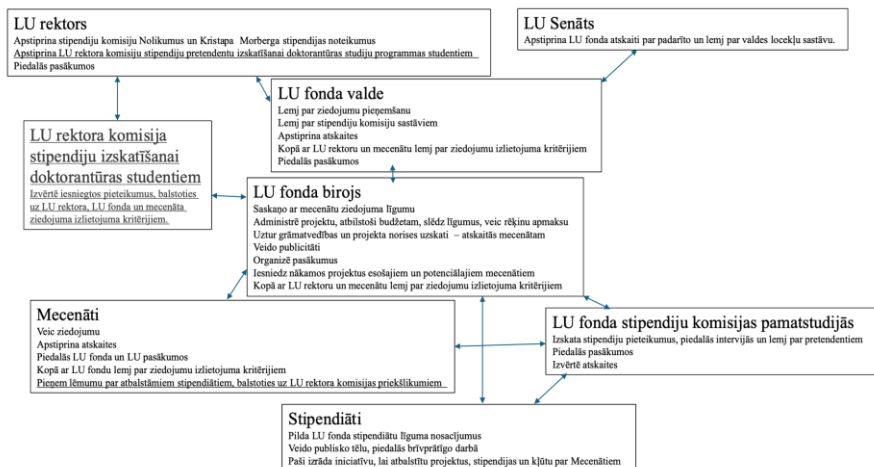 LU rektors
Apstiprina stipendiju komisiju Nolikumus un Kristapa Morberga stipendijas noteikumus
Apstiprina LU rektora komisiju stipendiju pretendentu izskatīšanai doktorantūras studiju programmas studentiem
Piedalās pasākumos
LU Senāts
Apstiprina LU fonda atskaiti par padarīto un lemj par valdes locekļu sastāvu.
LU fonda valde
Lemj par ziedojumu pieņemšanu
Lemj par stipendiju komisiju sastāviem
Apstiprina atskaites
Kopā ar LU rektoru un mecenātu lemj par ziedojumu izlietojuma kritērijiem
Piedalās pasākumos
LU rektora komisija
stipendiju izskatīšanai
doktorantūras studentiem
Izvērtē iesniegtos pieteikumus, balstoties
uz LU rektora, LU fonda un mecenāta
ziedojuma izlietojuma kritērijiem.
LU fonda birojs
Saskaņo ar mecenātu ziedojuma līgumu
Administrē projektu, atbilstoši budžetam, slēdz līgumus, veic rēķinu apmaksu
Uztur grāmatvedības un projekta norises uzskati – atskaitās mecenātam
Veido publicitāti
Organizē pasākumus
Iesniedz nākamos projektus esošajiem un potenciālajiem mecenātiem
Kopā ar LU rektoru un mecenātu lemj par ziedojumu izlietojuma kritērijiem
Mecenāti
Veic ziedojumu
Apstiprina atskaites
Piedalās LU fonda un LU pasākumos
Kopā ar LU fondu lemj par ziedojumu izlietojuma kritērijiem
Pieņem lēmumu par atbalstāmiem stipendiātiem, balstoties uz LU rektora komisijas priekšlikumiem
LU fonda stipendiju komisijas pamatstudijās
Izskata stipendiju pieteikumus, piedalās intervijās un lemj par pretendentiem
Piedalās pasākumos
Izvērtē atskaites
Stipendiāti
Pilda LU fonda stipendiātu līguma nosacījumus
Veido publisko tēlu, piedalās brīvprātīgo darbā
Paši izrāda iniciatīvu, lai atbalstītu projektus, stipendijas un kļūtu par Mecenātiem